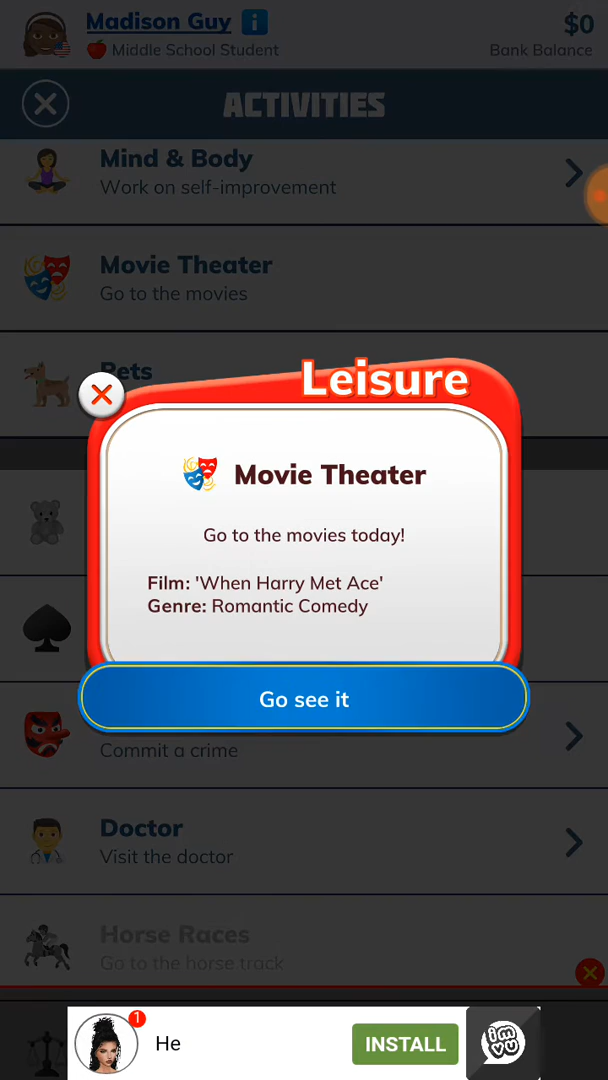 Madison Guy i
$0
Middle School Student
Bank Balance
ACTIVITIES
Mind & Body
Work on self-improvement
Movie Theater
Go to the movies
Pets
Leisure
Movie Theater
Go to the movies today!
Film: 'When Harry Met Ace'
Genre: Romantic Comedy
Go see it
Commit a crime
Doctor
Visit the doctor
Horse Races
Go to the horse track
1
He
INSTALL
imvu